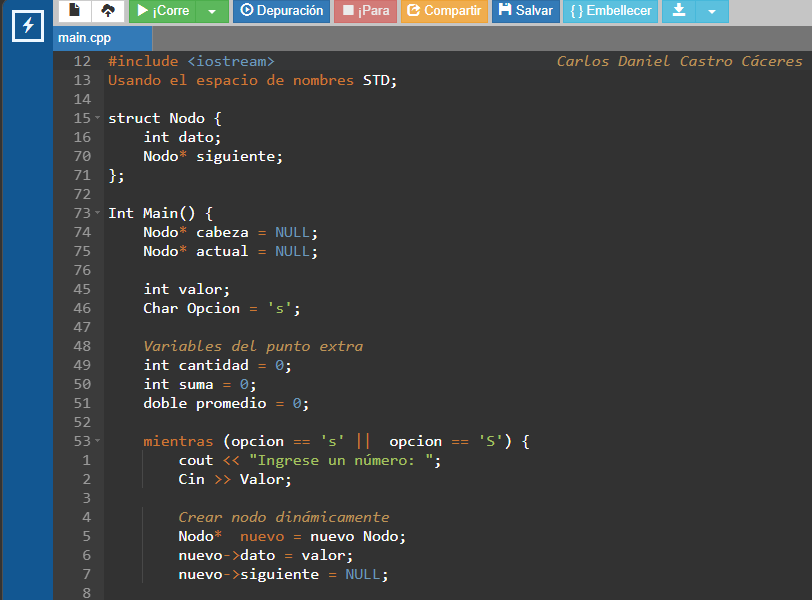 ¡Corre Depuración ¡Para Compartir Salvar { } Embellecer
main.cpp
12 #include <iostream> Carlos Daniel Castro Cáceres
13 Usando el espacio de nombres STD;
14
15 struct Nodo {
16 int dato;
70 Nodo* siguiente;
71 };
72
73 Int Main() {
74 Nodo* cabeza = NULL;
75 Nodo* actual = NULL;
76
45 int valor;
46 Char Opcion = 's';
47
48 Variables del punto extra
49 int cantidad = 0;
50 int suma = 0;
51 doble promedio = 0;
52
53 mientras (opcion == 's' || opcion == 'S') {
1 cout << "Ingrese un número: ";
2 Cin >> Valor;
3
4 Crear nodo dinámicamente
5 Nodo* nuevo = nuevo Nodo;
6 nuevo->dato = valor;
7 nuevo->siguiente = NULL;
8